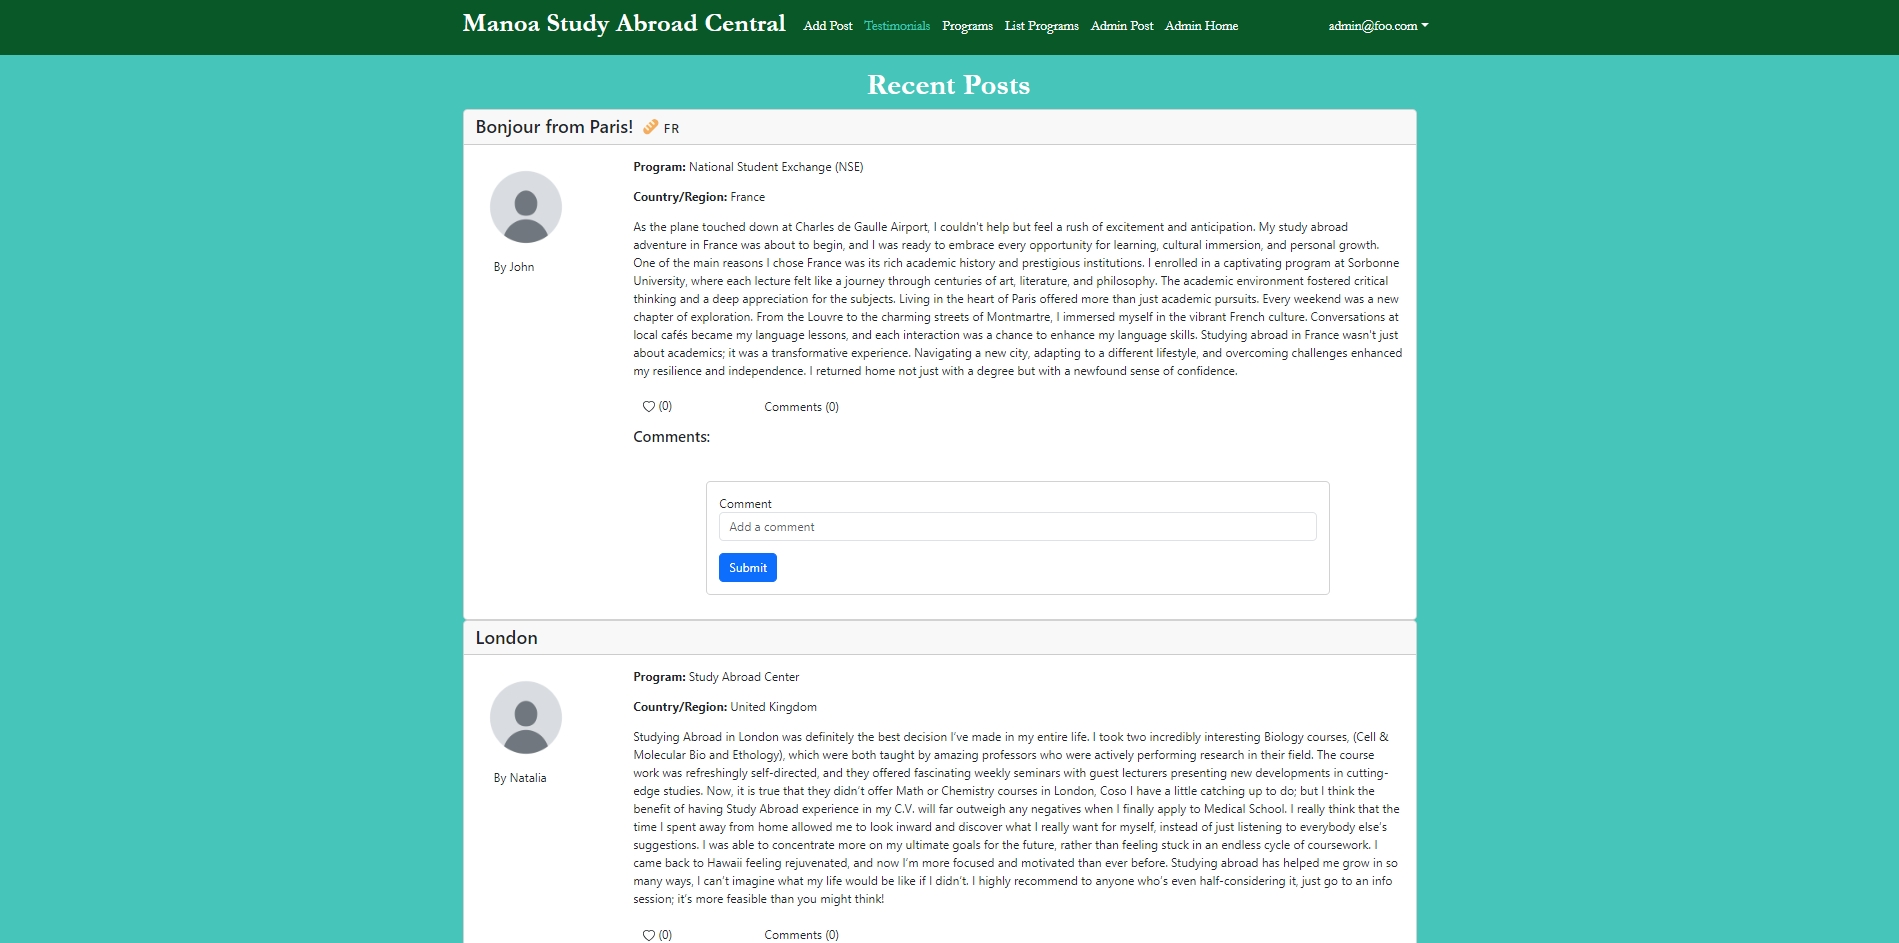 Manoa Study Abroad Central Add Post Testimonials Programs List Programs Admin Post Admin Home admin@foo.com
Recent Posts
Bonjour from Paris! 🥖 FR
Program: National Student Exchange (NSE)
Country/Region: France
As the plane touched down at Charles de Gaulle Airport, I couldn't help but feel a rush of excitement and anticipation. My study abroad
adventure in France was about to begin, and I was ready to embrace every opportunity for learning, cultural immersion, and personal growth.
One of the main reasons I chose France was its rich academic history and prestigious institutions. I enrolled in a captivating program at Sorbonne
University, where each lecture felt like a journey through centuries of art, literature, and philosophy. The academic environment fostered critical
thinking and a deep appreciation for the subjects. Living in the heart of Paris offered more than just academic pursuits. Every weekend was a new
chapter of exploration. From the Louvre to the charming streets of Montmartre, I immersed myself in the vibrant French culture. Conversations at
local cafés became my language lessons, and each interaction was a chance to enhance my language skills. Studying abroad in France wasn't just
about academics; it was a transformative experience. Navigating a new city, adapting to a different lifestyle, and overcoming challenges enhanced
my resilience and independence. I returned home not just with a degree but with a newfound sense of confidence.
By John
(0) Comments (0)
Comments:
Comment
Add a comment
Submit
London
Program: Study Abroad Center
Country/Region: United Kingdom
Studying Abroad in London was definitely the best decision I've made in my entire life. I took two incredibly interesting Biology courses, (Cell &
Molecular Bio and Ethology), which were both taught by amazing professors who were actively performing research in their field. The course
work was refreshingly self-directed, and they offered fascinating weekly seminars with guest lecturers presenting new developments in cutting-
edge studies. Now, it is true that they didn't offer Math or Chemistry courses in London, Coso I have a little catching up to do; but I think the
benefit of having Study Abroad experience in my C.V. will far outweigh any negatives when I finally apply to Medical School. I really think that the
time I spent away from home allowed me to look inward and discover what I really want for myself, instead of just listening to everybody else's
suggestions. I was able to concentrate more on my ultimate goals for the future, rather than feeling stuck in an endless cycle of coursework. I
came back to Hawaii feeling rejuvenated, and now I'm more focused and motivated than ever before. Studying abroad has helped me grow in so
many ways, I can't imagine what my life would be like if I didn't. I highly recommend to anyone who's even half-considering it, just go to an info
session; it's more feasible than you might think!
By Natalia
(0) Comments (0)